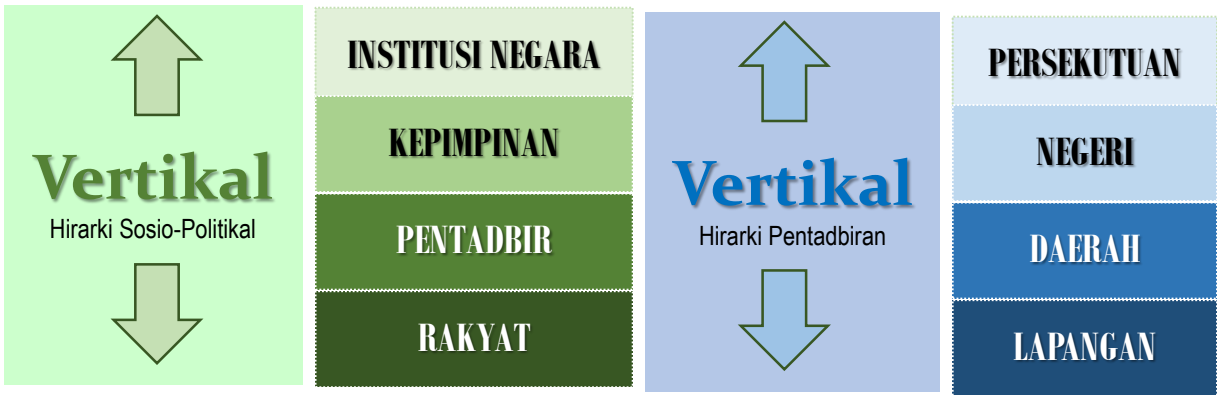 Vertikal
Hirarki Sosio-Politikal
INSTITUSI NEGARA
KEPIMPINAN
PENTADBIR
RAKYAT
Vertikal
Hirarki Pentadbiran
PERSEKUTUAN
NEGERI
DAERAH
LAPANGAN